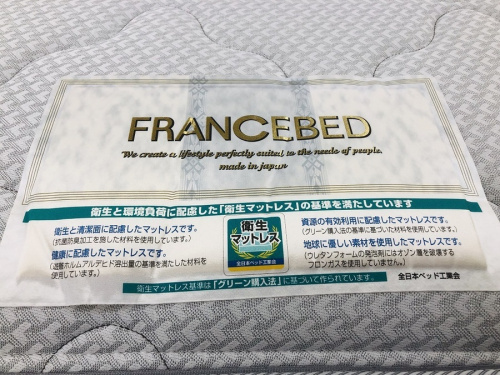 FRANCEBED
We create a lifestyle perfectly suited to the needs of people.
made in japan
衛生と環境負荷に配慮した「衛生マットレス」の基準を満たしています
衛生と清潔面に配慮したマットレスです。
(抗菌防臭加工を施した材料を使用しています。)
健康に配慮したマットレスです。
(遊離ホルムアルデヒド溶出量の基準を満たした材料を
使用しています。)
衛生
マットレス
全日本ベッド工業会
資源の有効利用に配慮したマットレスです。
(グリーン購入法の基準に基づいた材料を使用しています。)
地球に優しい素材を使用したマットレスです。
(ウレタンフォームの発泡剤にはオゾン層を破壊する
フロンガスを使用していません。)
衛生マットレス基準は「グリーン購入法」に基づいて作られています。
全日本ベッド工業会